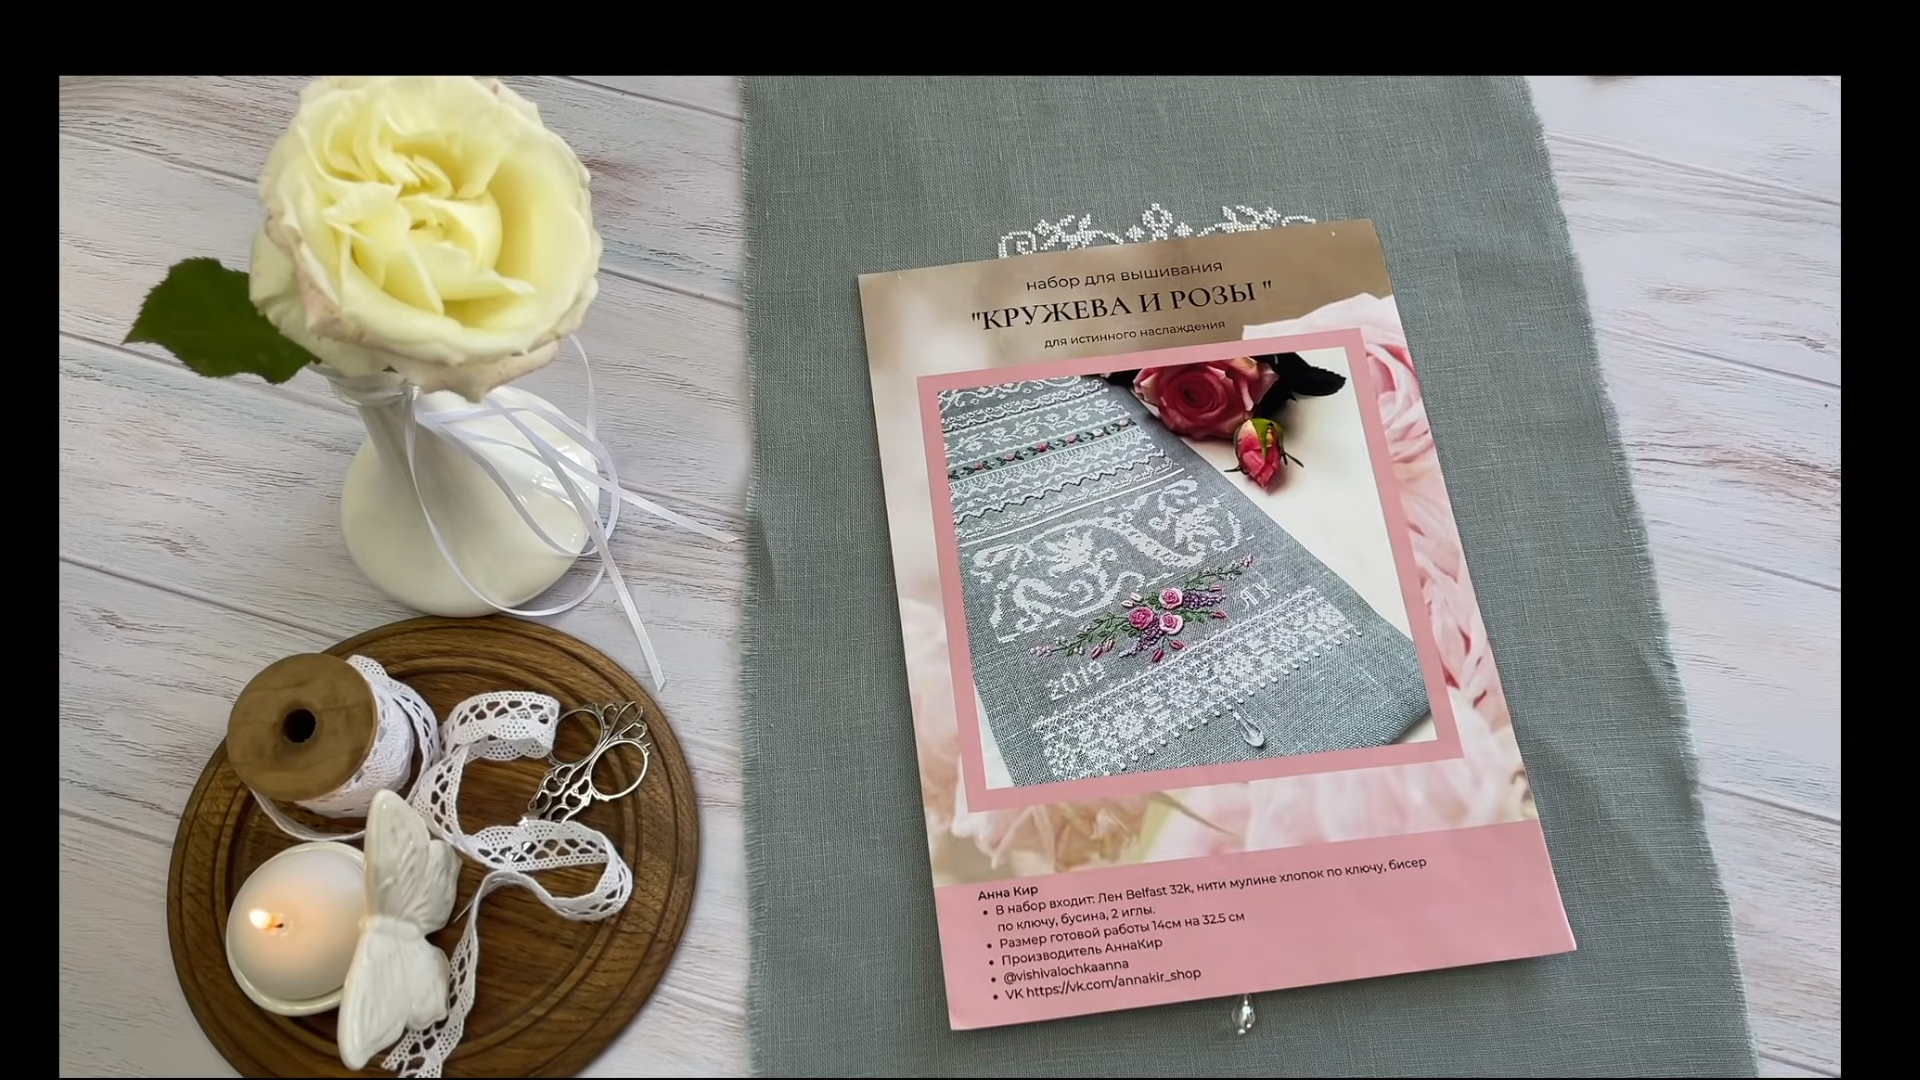 набор для вышивания
"КРУЖЕВА И РОЗЫ "
для истинного наслаждения
2019
ЯК
Анна Кир
• В набор входит: Лен Belfast 32k, нити мулине хлопок по ключу, бисер
по ключу, бусина, 2 иглы.
• Размер готовой работы 14см на 32.5 см
• Производитель АннаКир
• @vishivalochkaanna
• VK https://vk.com/annakir_shop